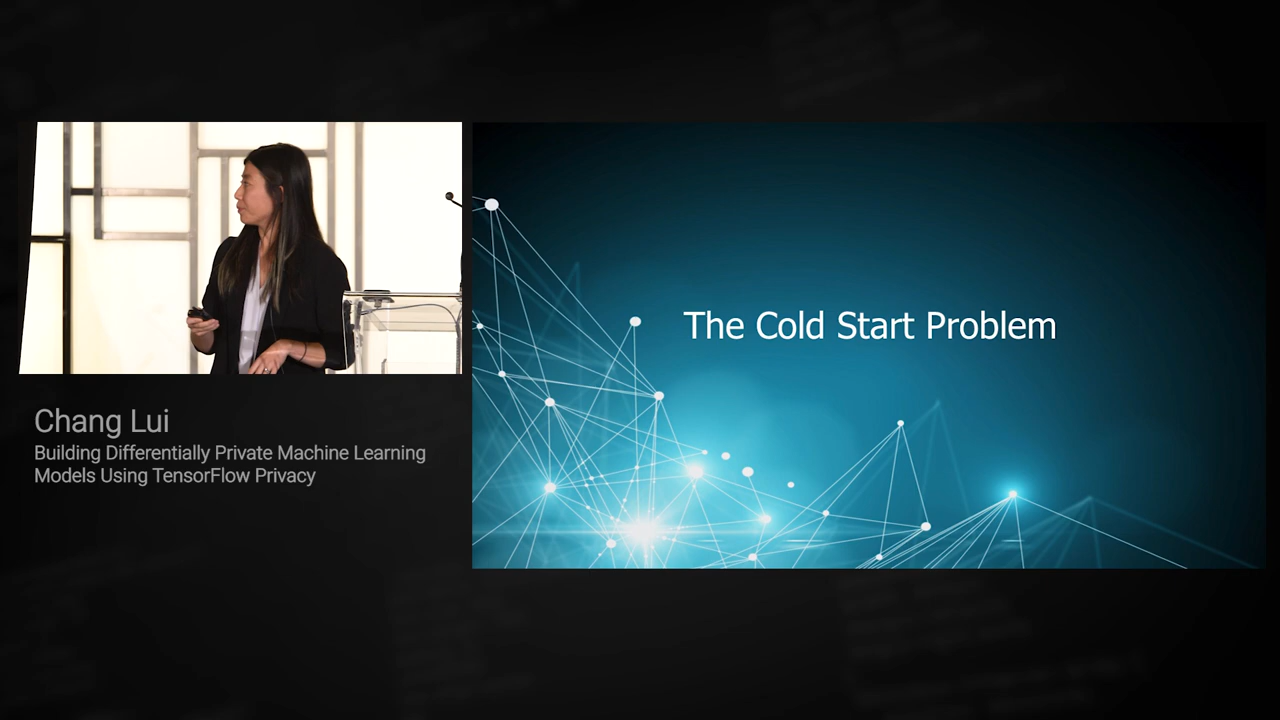 Chang Lui
Building Differentially Private Machine Learning
Models Using TensorFlow Privacy
The Cold Start Problem